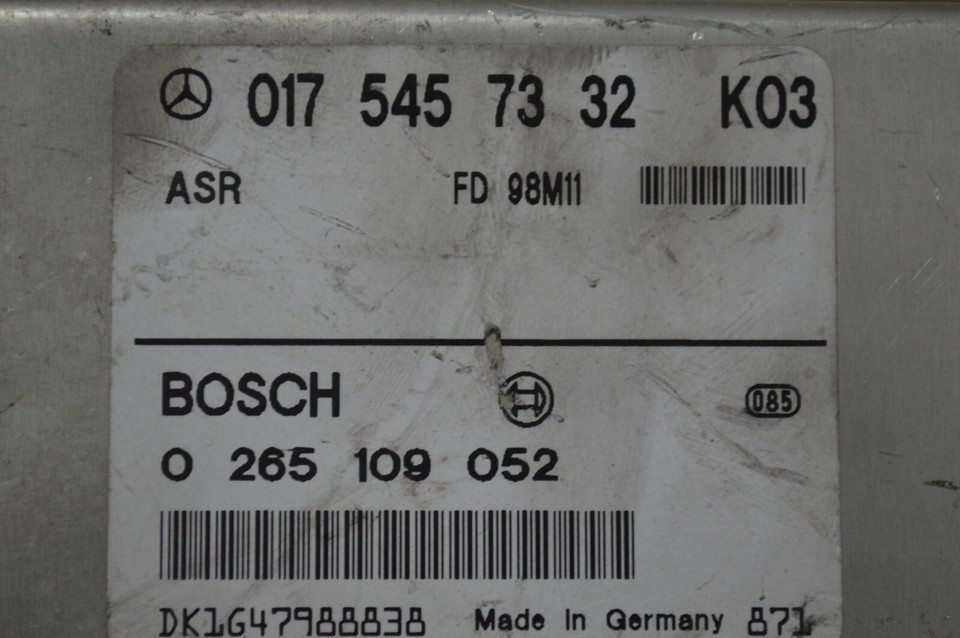 017 545 73 32 K03
ASR FD 98M11
BOSCH 085
0 265 109 052
DK1G47988838 Made in Germany 871